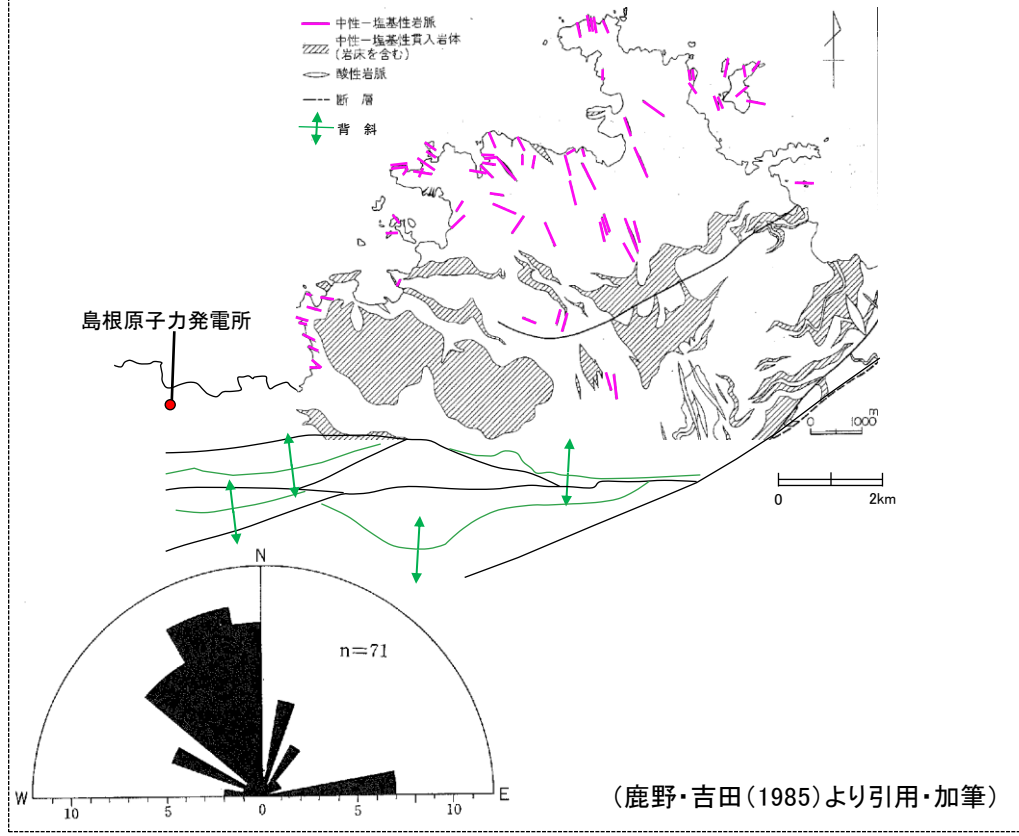 中性－塩基性岩脈
中性－塩基性貫入岩体
(岩床を含む)
酸性岩脈
断 層
背 斜
島根原子力発電所
0 1000 m
0 2km
N
n=71
W 10 5 0 5 10 E
(鹿野・吉田(1985)より引用・加筆)